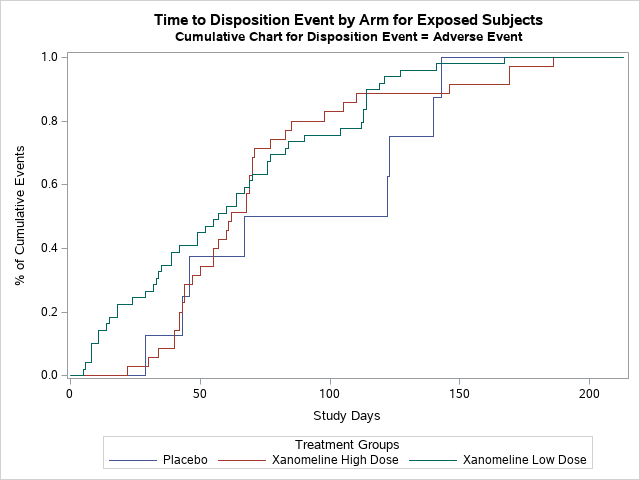 Time to Disposition Event by Arm for Exposed Subjects
Cumulative Chart for Disposition Event = Adverse Event
% of Cumulative Events
1.0
0.8
0.6
0.4
0.2
0.0
0 50 100 150 200
Study Days
Treatment Groups
Placebo Xanomeline High Dose Xanomeline Low Dose